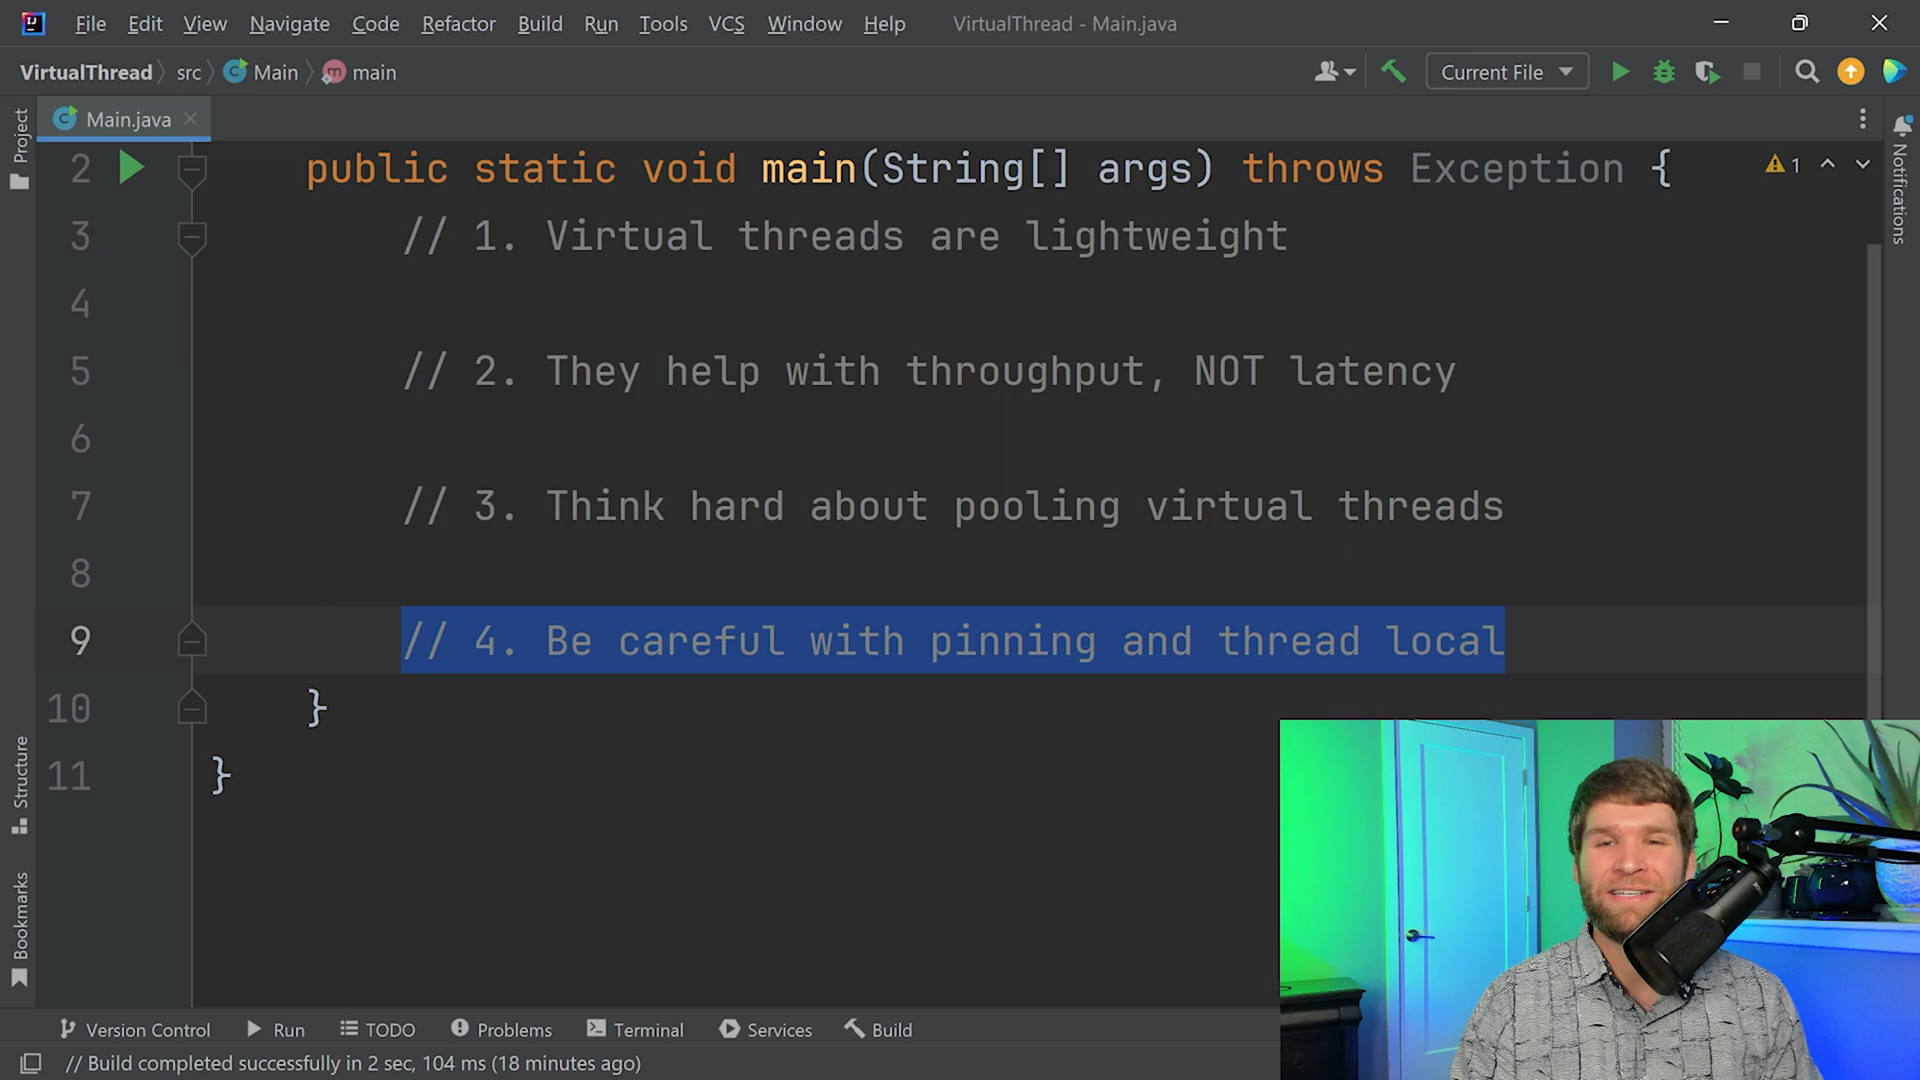 File Edit View Navigate Code Refactor Build Run Tools VCS Window Help VirtualThread - Main.java
VirtualThread src Main main Current File
Project
Main.java
Notifications
2 public static void main(String[] args) throws Exception { 1
3 // 1. Virtual threads are lightweight
4
5 // 2. They help with throughput, NOT latency
6
7 // 3. Think hard about pooling virtual threads
8
9 // 4. Be careful with pinning and thread local
10 }
11 }
Structure
Bookmarks
Version Control Run TODO Problems Terminal Services Build
// Build completed successfully in 2 sec, 104 ms (18 minutes ago)